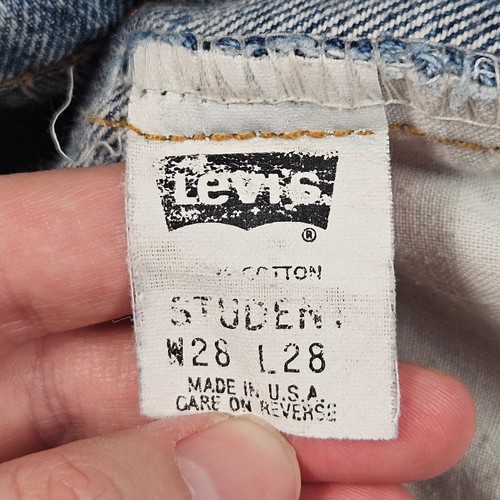 Levi's
®
COTTON
STUDENT
W28 L28
MADE IN U.S.A.
CARE ON REVERSE